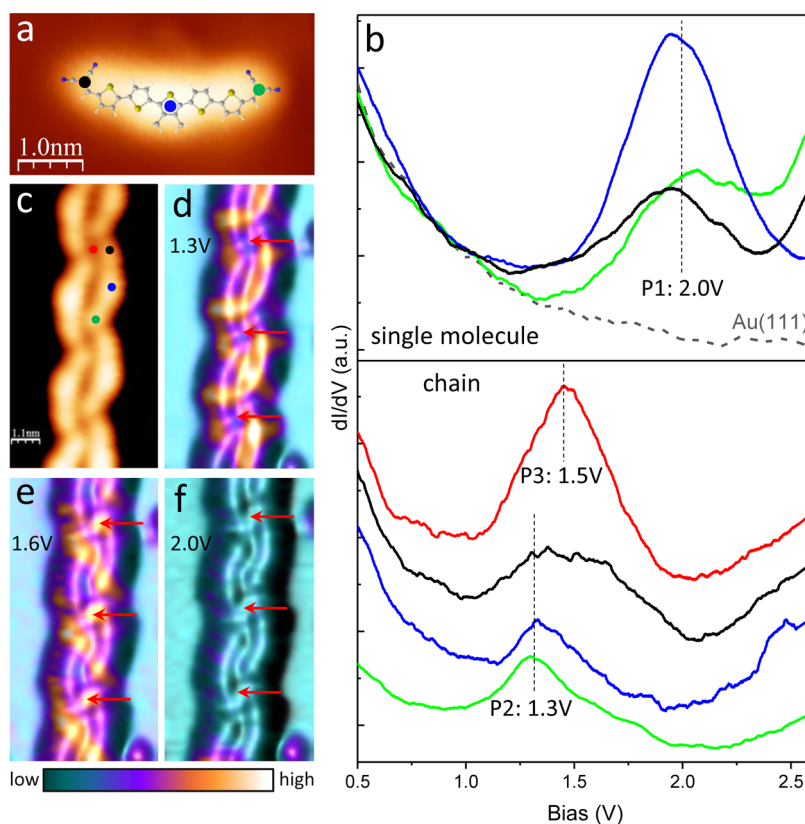 a
1.0nm
b
P1: 2.0V
Au(111)
single molecule
c
1.1nm
d
1.3V
chain
P3: 1.5V
P2: 1.3V
dI/dV (a.u.)
e
1.6V
f
2.0V
low
high
0.5
1.0
1.5
2.0
2.5
Bias (V)